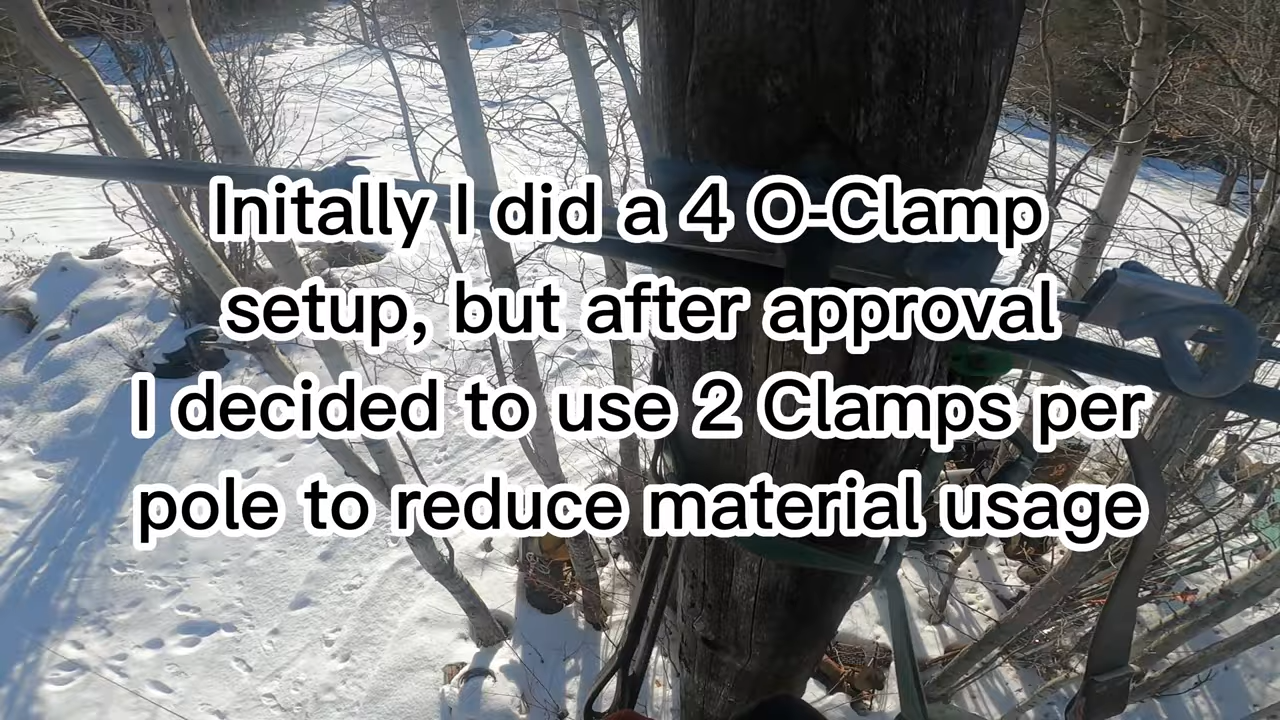 Initally I did a 4 O-Clamp
setup, but after approval
I decided to use 2 Clamps per
pole to reduce material usage